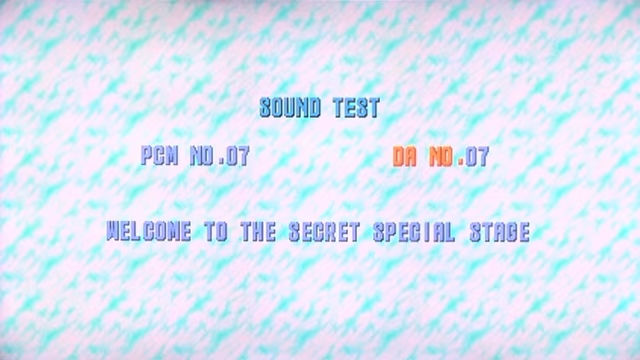 SOUND TEST
PCM NO.07 DA NO.07
WELCOME TO THE SECRET SPECIAL STAGE